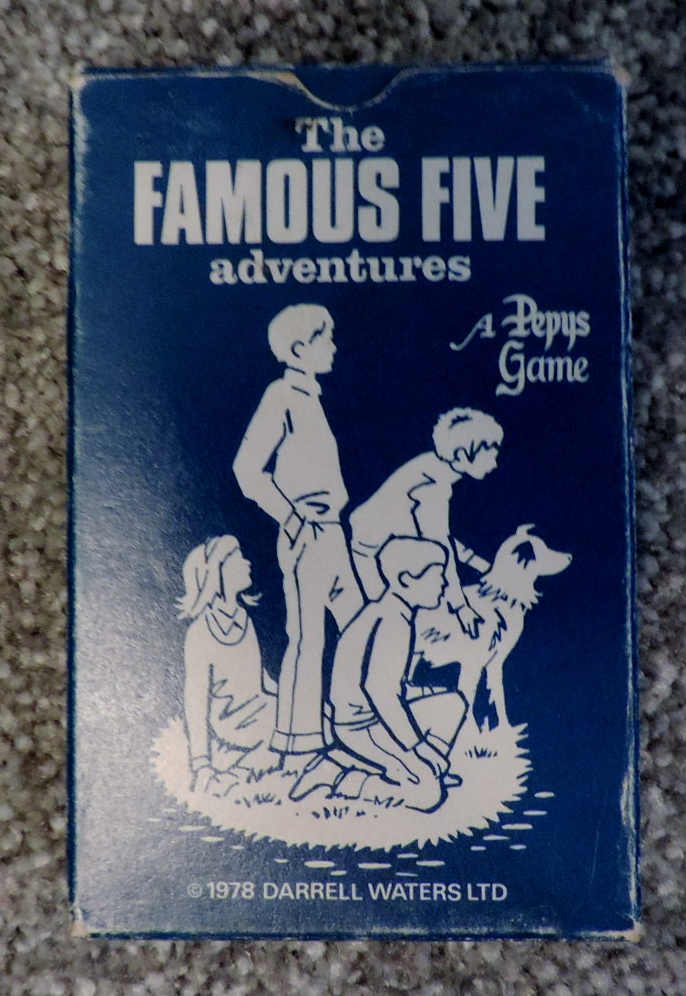 The
FAMOUS FIVE
adventures
A Pepys
Game
© 1978 DARRELL WATERS LTD